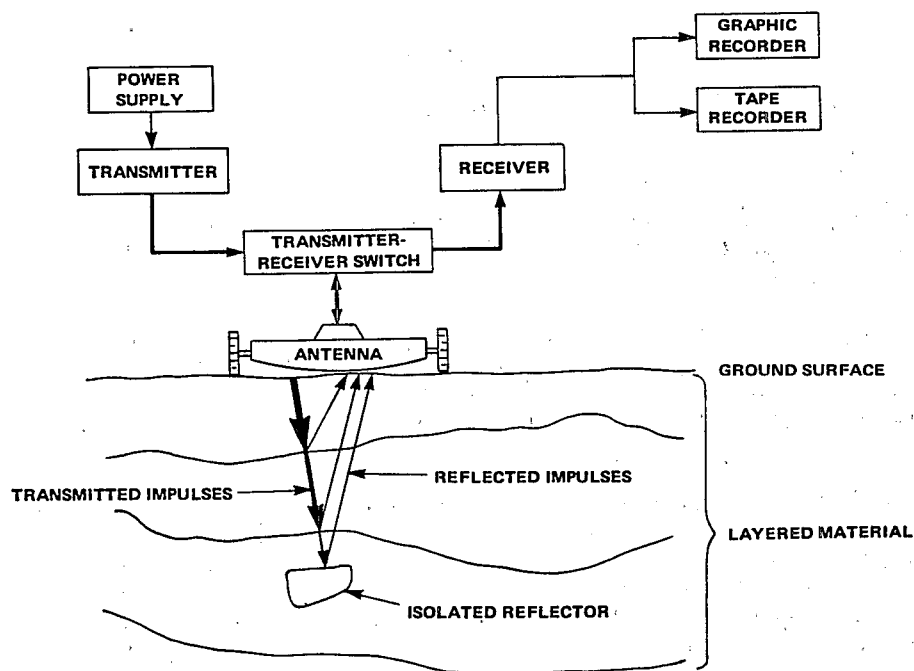 GRAPHIC
RECORDER
POWER
SUPPLY
TAPE
RECORDER
TRANSMITTER
RECEIVER
TRANSMITTER-
RECEIVER SWITCH
ANTENNA
GROUND SURFACE
REFLECTED IMPULSES
TRANSMITTED IMPULSES
LAYERED MATERIAL
ISOLATED REFLECTOR